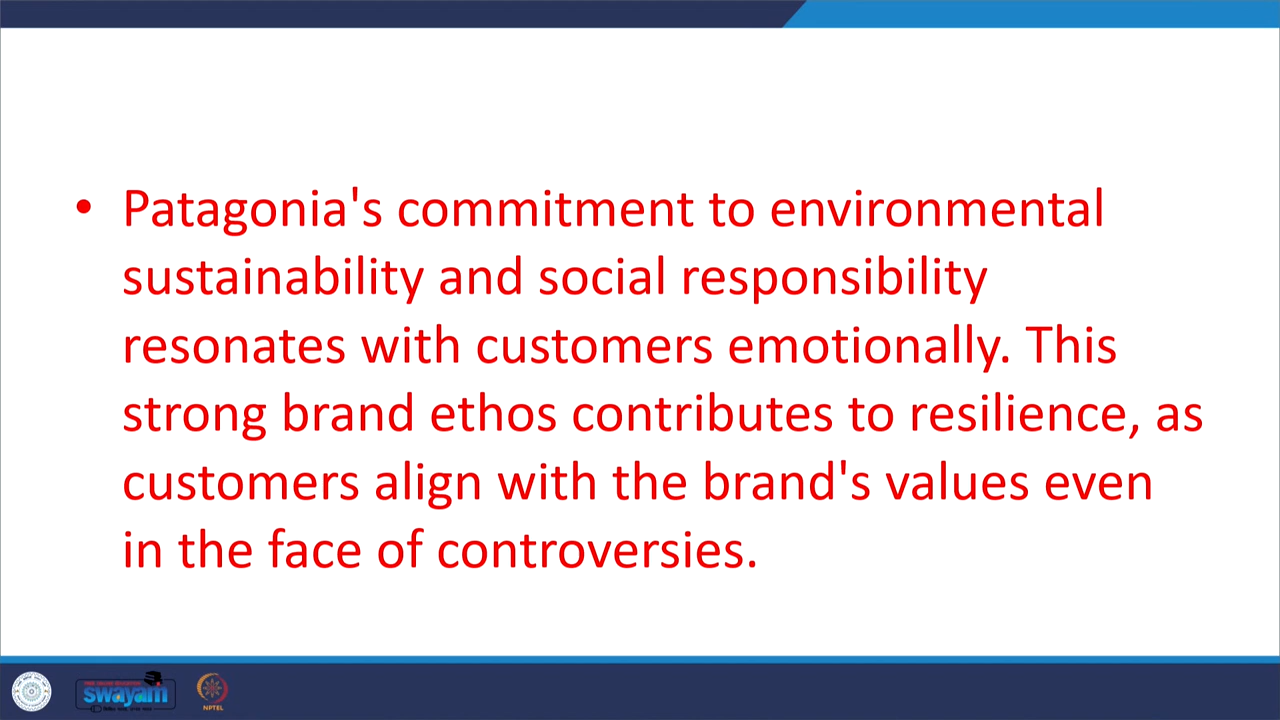 • Patagonia's commitment to environmental
sustainability and social responsibility
resonates with customers emotionally. This
strong brand ethos contributes to resilience, as
customers align with the brand's values even
in the face of controversies.
swayam
NPTEL